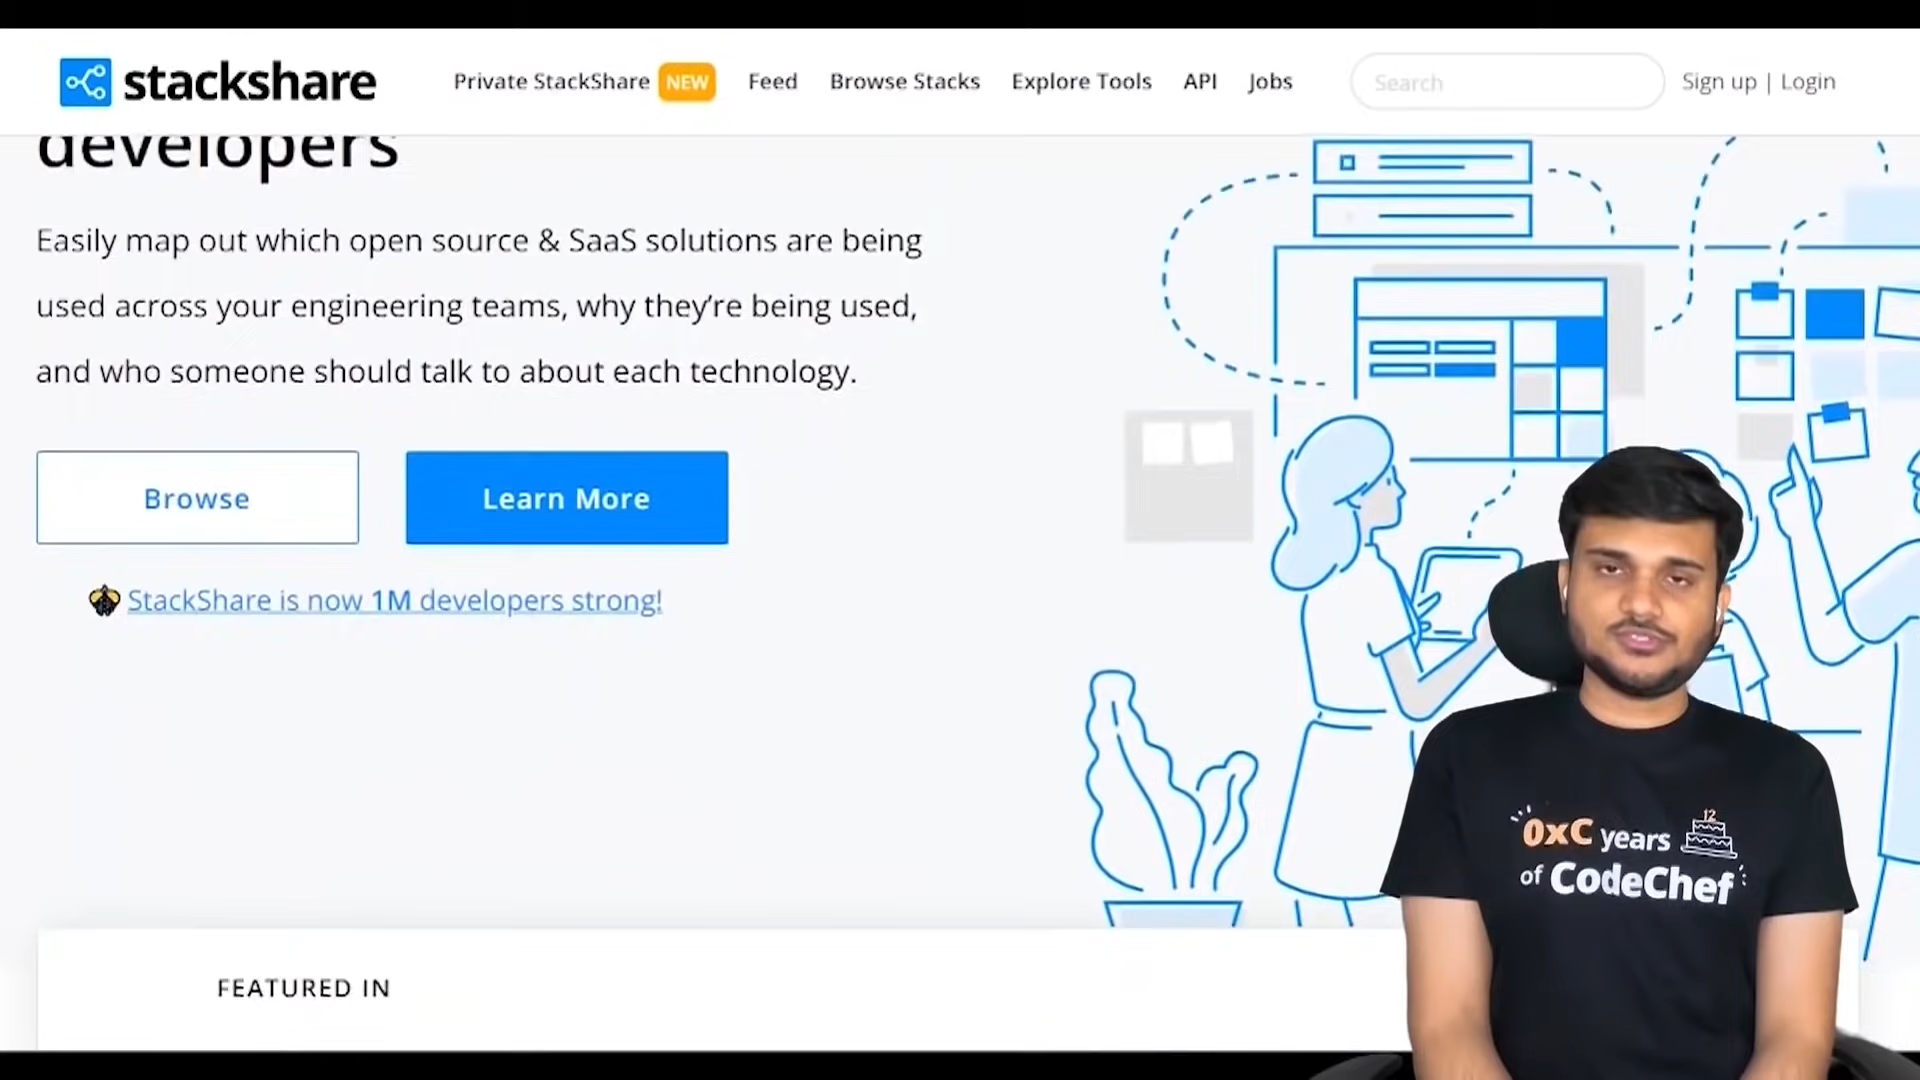 stackshare
Private StackShare NEW Feed Browse Stacks Explore Tools API Jobs Search Sign up | Login
developers
Easily map out which open source & SaaS solutions are being
used across your engineering teams, why they’re being used,
and who someone should talk to about each technology.
Browse Learn More
StackShare is now 1M developers strong!
FEATURED IN
12
0xC years
of CodeChef